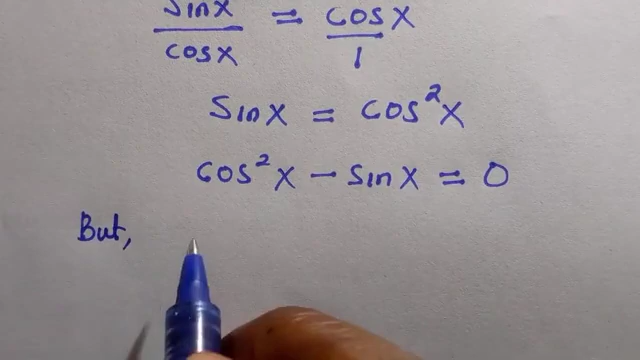 sinx/cosx = cosx/1
sinx = cos²x
cos²x - sinx = 0
But,